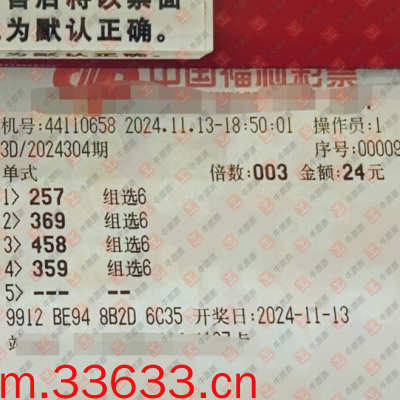 为默认正确。
中国福利彩票
机号:44110658 2024.11.13-18:50:01 操作员:1
3D/2024304期 序号:00009
单式 倍数:003 金额:24元
1> 257 组选6
2> 369 组选6
3> 458 组选6
4> 359 组选6
5> --- --
9912 BE94 8B2D 6C35 开奖日:2024-11-13
m.33633.cn